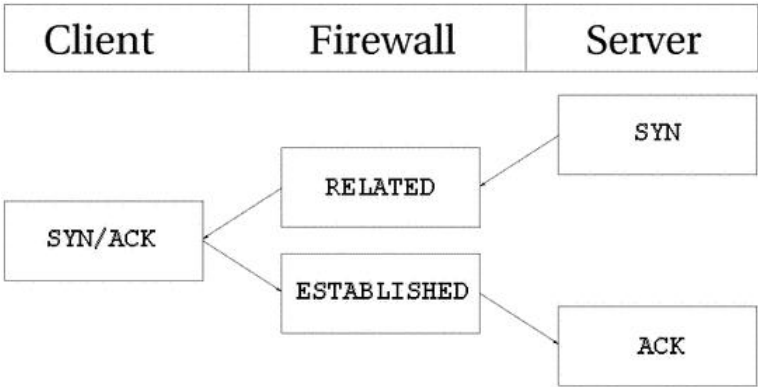 Client Firewall Server
SYN
RELATED
SYN/ACK
ESTABLISHED
ACK